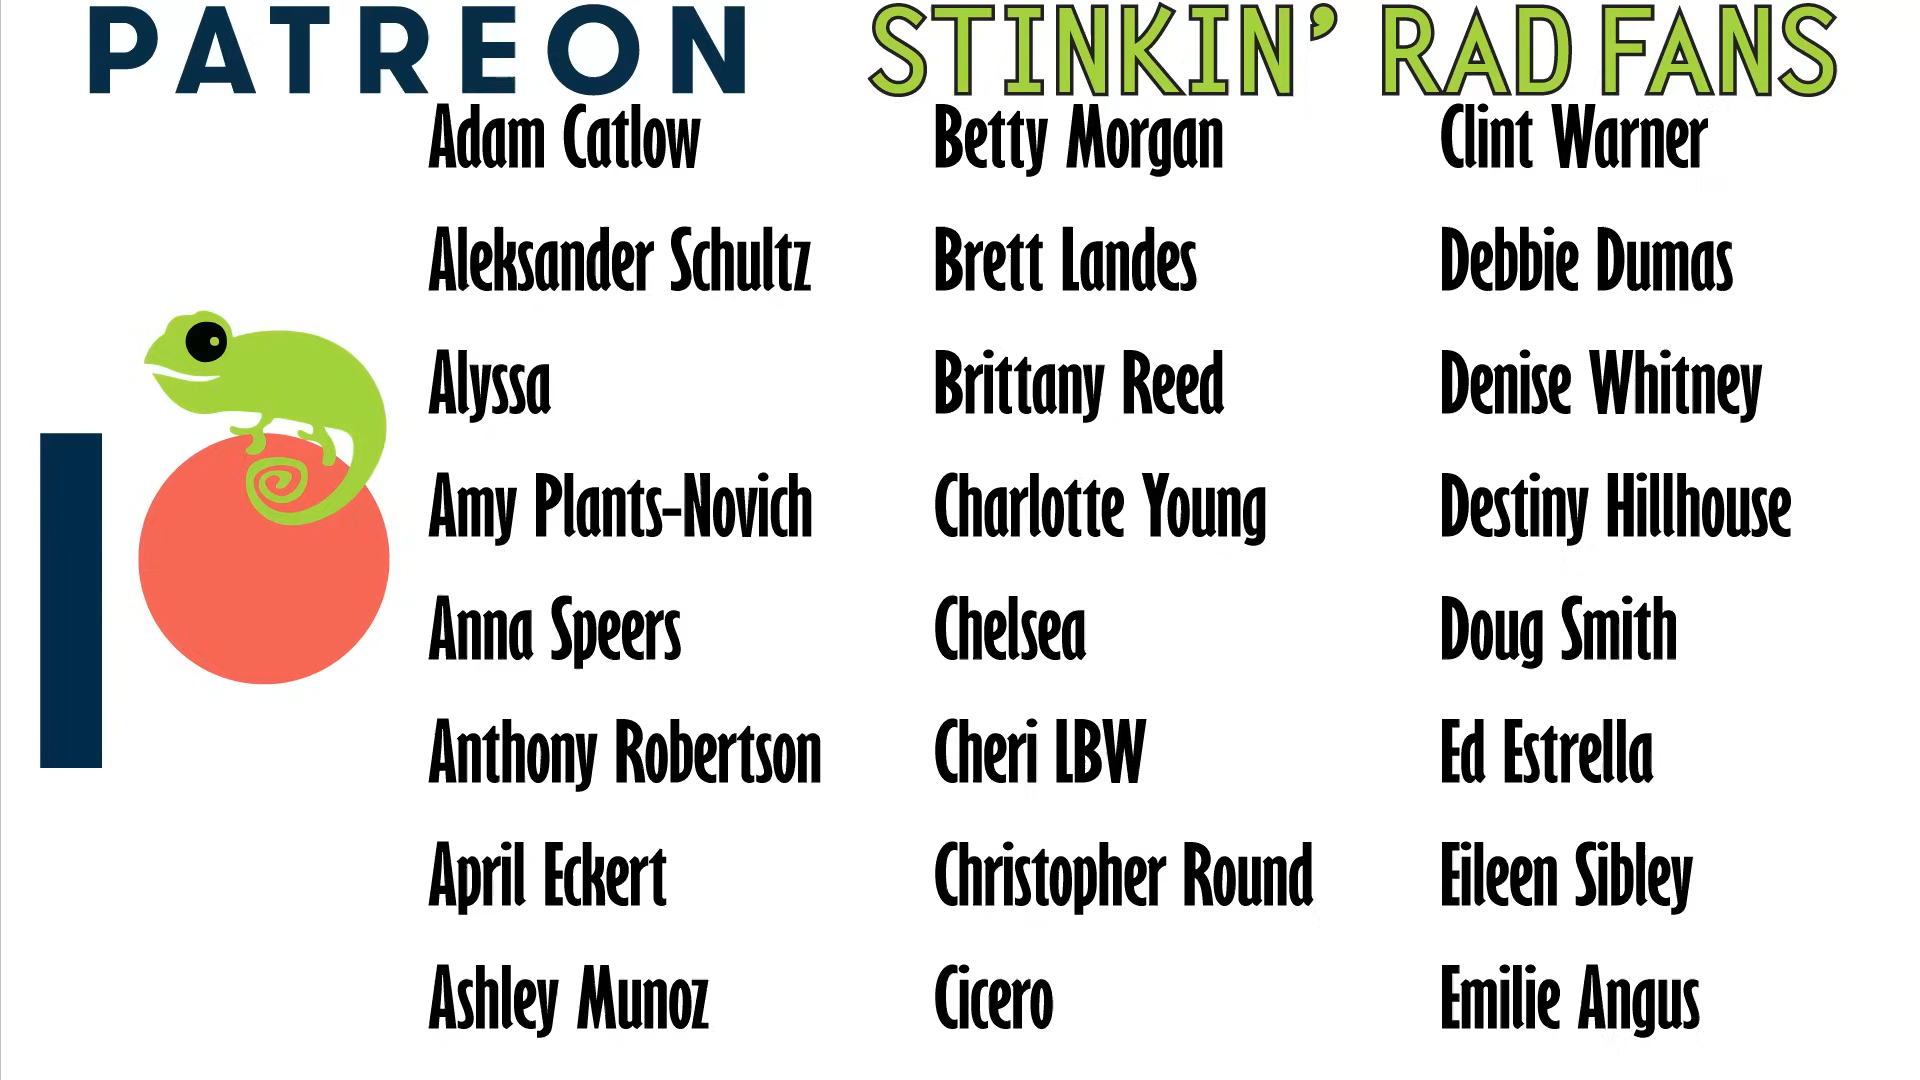 PATREON STINKIN' RAD FANS
Adam Catlow
Aleksander Schultz
Alyssa
Amy Plants-Novich
Anna Speers
Anthony Robertson
April Eckert
Ashley Munoz
Betty Morgan
Brett Landes
Brittany Reed
Charlotte Young
Chelsea
Cheri LBW
Christopher Round
Cicero
Clint Warner
Debbie Dumas
Denise Whitney
Destiny Hillhouse
Doug Smith
Ed Estrella
Eileen Sibley
Emilie Angus